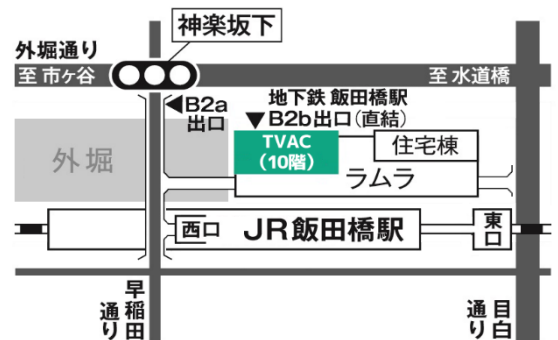 神楽坂下
外堀通り
至 市ヶ谷
至 水道橋
◀B2a
出口
地下鉄 飯田橋駅
▼B2b出口(直結)
TVAC
(10階)
住宅棟
外堀
ラムラ
西口
JR飯田橋駅
東口
早稲田
通り
目白
通り